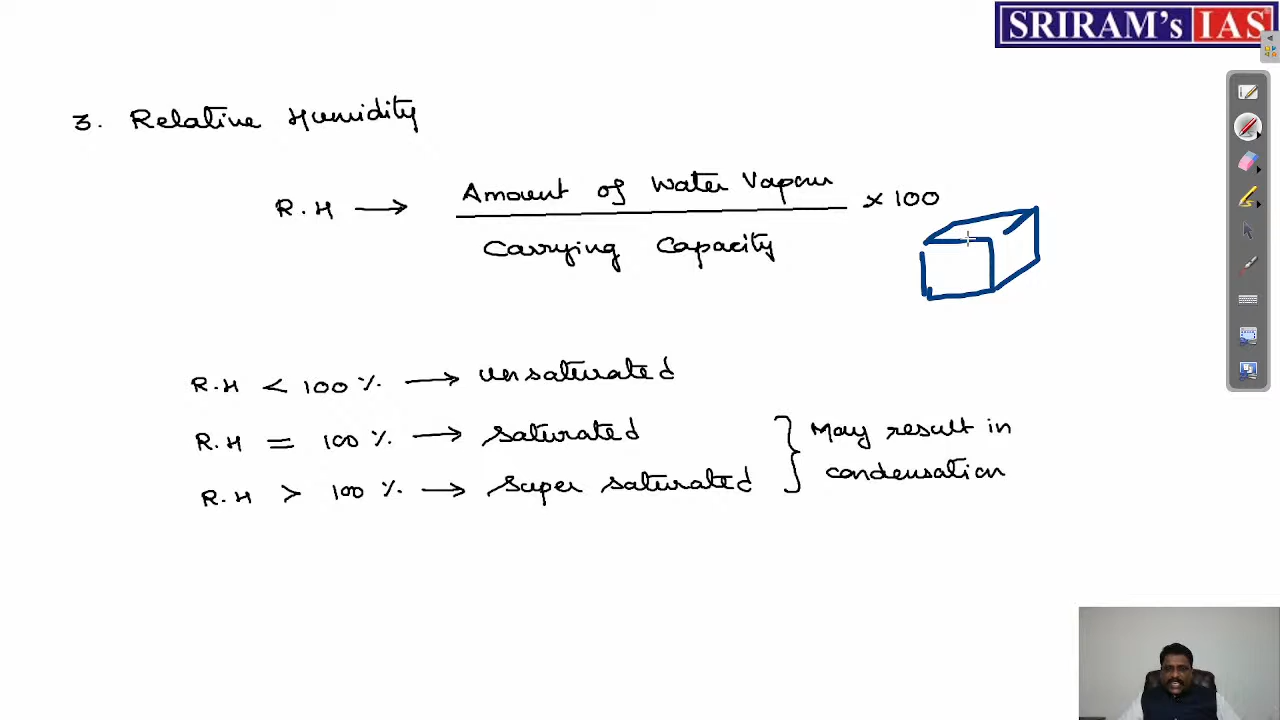 SRIRAM's IAS
3. Relative Humidity
R.H → Amount of Water Vapour × 100
Carrying Capacity
R.H < 100 % → unsaturated
R.H = 100 % → saturated
R.H > 100 % → super saturated
May result in
condensation